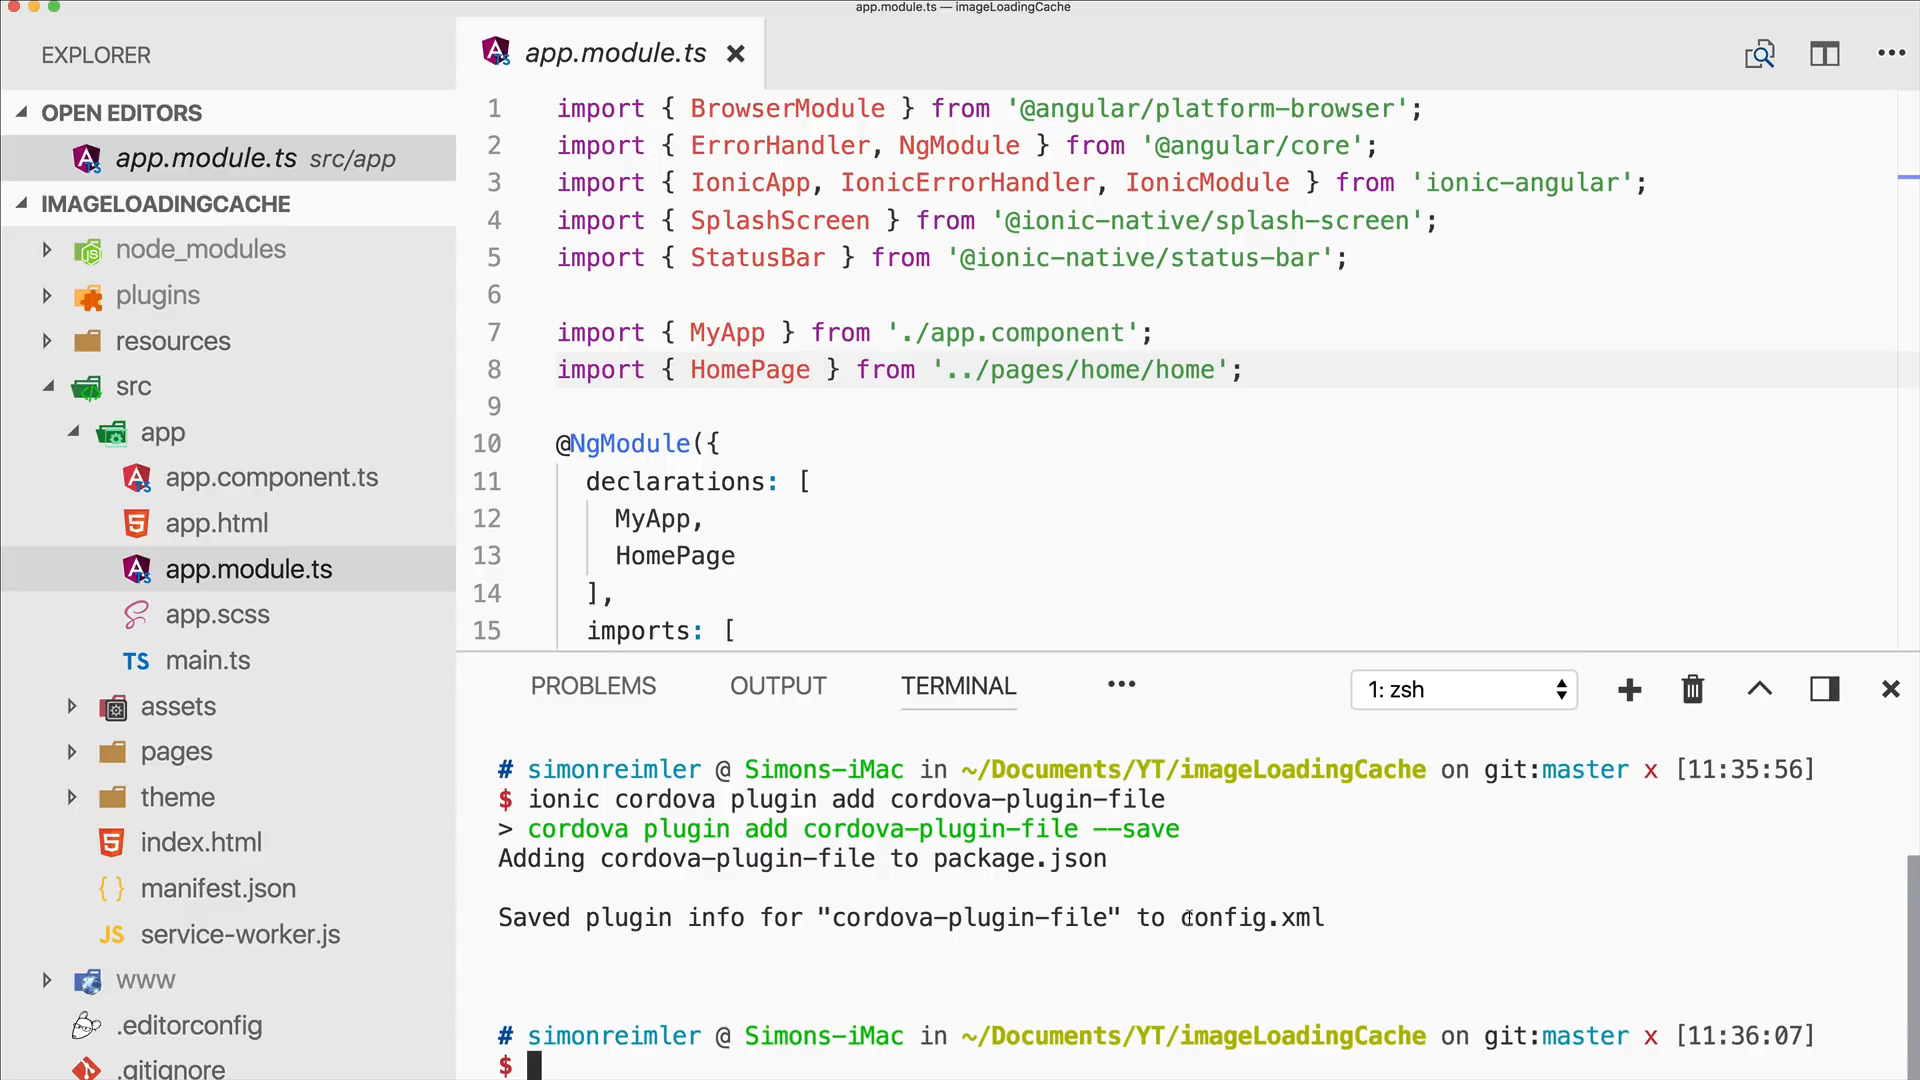 app.module.ts — imageLoadingCache
EXPLORER
OPEN EDITORS
app.module.ts src/app
IMAGELOADINGCACHE
node_modules
plugins
resources
src
app
app.component.ts
app.html
app.module.ts
app.scss
TS main.ts
assets
pages
theme
index.html
{ } manifest.json
JS service-worker.js
www
.editorconfig
.gitignore
app.module.ts
1 import { BrowserModule } from '@angular/platform-browser';
2 import { ErrorHandler, NgModule } from '@angular/core';
3 import { IonicApp, IonicErrorHandler, IonicModule } from 'ionic-angular';
4 import { SplashScreen } from '@ionic-native/splash-screen';
5 import { StatusBar } from '@ionic-native/status-bar';
6
7 import { MyApp } from './app.component';
8 import { HomePage } from '../pages/home/home';
9
10 @NgModule({
11 declarations: [
12 MyApp,
13 HomePage
14 ],
15 imports: [
PROBLEMS OUTPUT TERMINAL ••• 1: zsh
# simonreimler @ Simons-iMac in ~/Documents/YT/imageLoadingCache on git:master x [11:35:56]
$ ionic cordova plugin add cordova-plugin-file
> cordova plugin add cordova-plugin-file --save
Adding cordova-plugin-file to package.json
Saved plugin info for "cordova-plugin-file" to config.xml
# simonreimler @ Simons-iMac in ~/Documents/YT/imageLoadingCache on git:master x [11:36:07]
$